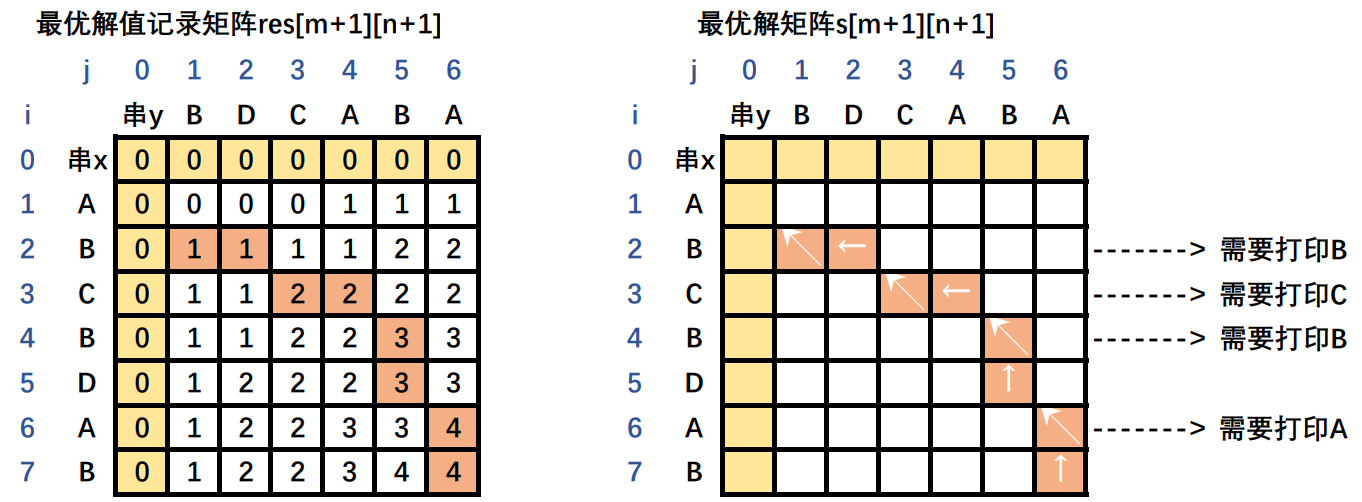 最优解值记录矩阵res[m+1][n+1]
j 0 1 2 3 4 5 6
i 串y B D C A B A
0 串x 0 0 0 0 0 0 0
1 A 0 0 0 0 1 1 1
2 B 0 1 1 1 1 2 2
3 C 0 1 1 2 2 2 2
4 B 0 1 1 2 2 3 3
5 D 0 1 2 2 2 3 3
6 A 0 1 2 2 3 3 4
7 B 0 1 2 2 3 4 4
最优解矩阵s[m+1][n+1]
j 0 1 2 3 4 5 6
i 串y B D C A B A
0 串x
1 A
2 B ← -------> 需要打印B
3 C ← -------> 需要打印C
4 B -------> 需要打印B
5 D ↑
6 A -------> 需要打印A
7 B ↑